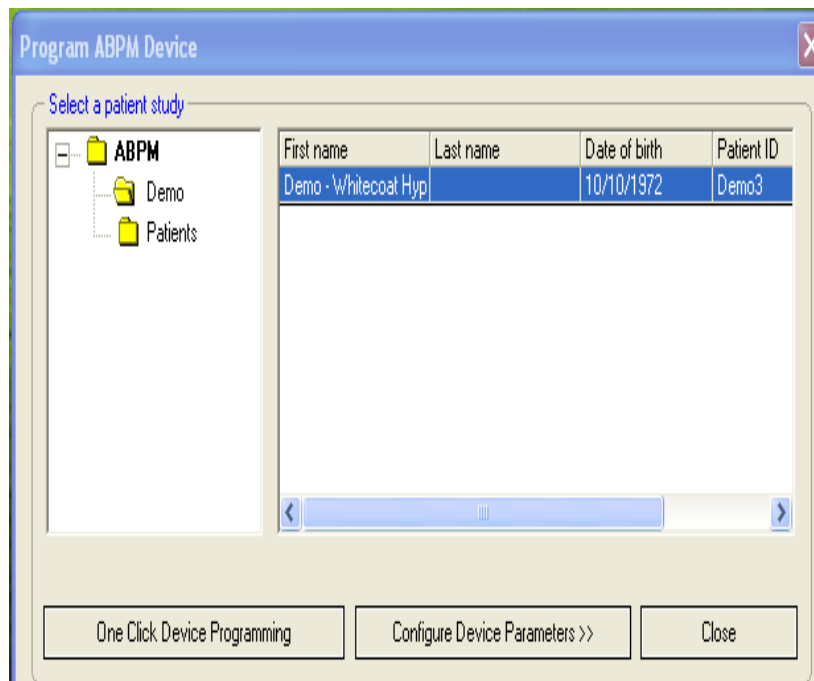 Program ABPM Device
Select a patient study
ABPM
Demo
Patients
First name Last name Date of birth Patient ID
Demo - Whitecoat Hyp 10/10/1972 Demo3
One Click Device Programming Configure Device Parameters >> Close